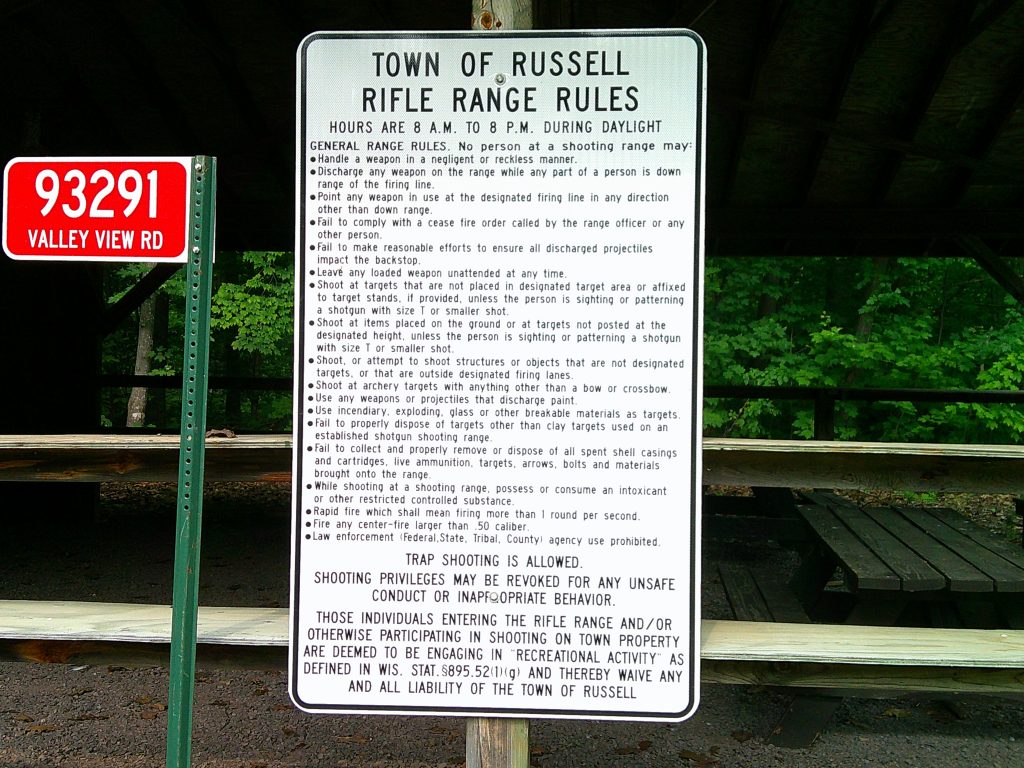 93291
VALLEY VIEW RD
TOWN OF RUSSELL
RIFLE RANGE RULES
HOURS ARE 8 A.M. TO 8 P.M. DURING DAYLIGHT
GENERAL RANGE RULES. No person at a shooting range may:
• Handle a weapon in a negligent or reckless manner.
• Discharge any weapon on the range while any part of a person is down
range of the firing line.
• Point any weapon in use at the designated firing line in any direction
other than down range.
• Fail to comply with a cease fire order called by the range officer or any
other person.
• Fail to make reasonable efforts to ensure all discharged projectiles
impact the backstop.
• Leave any loaded weapon unattended at any time.
• Shoot at targets that are not placed in designated target area or affixed
to target stands, if provided, unless the person is sighting or patterning
a shotgun with size T or smaller shot.
• Shoot at items placed on the ground or at targets not posted at the
designated height, unless the person is sighting or patterning a shotgun
with size T or smaller shot.
• Shoot, or attempt to shoot structures or objects that are not designated
targets, or that are outside designated firing lanes.
• Shoot at archery targets with anything other than a bow or crossbow.
• Use any weapons or projectiles that discharge paint.
• Use incendiary, exploding, glass or other breakable materials as targets.
• Fail to properly dispose of targets other than clay targets used on an
established shotgun shooting range.
• Fail to collect and properly remove or dispose of all spent shell casings
and cartridges, live ammunition, targets, arrows, bolts and materials
brought onto the range.
• While shooting at a shooting range, possess or consume an intoxicant
or other restricted controlled substance.
• Rapid fire which shall mean firing more than 1 round per second.
• Fire any center-fire larger than .50 caliber.
• Law enforcement (Federal,State, Tribal, County) agency use prohibited.
TRAP SHOOTING IS ALLOWED.
SHOOTING PRIVILEGES MAY BE REVOKED FOR ANY UNSAFE
CONDUCT OR INAPPROPRIATE BEHAVIOR.
THOSE INDIVIDUALS ENTERING THE RIFLE RANGE AND/OR
OTHERWISE PARTICIPATING IN SHOOTING ON TOWN PROPERTY
ARE DEEMED TO BE ENGAGING IN "RECREATIONAL ACTIVITY" AS
DEFINED IN WIS. STAT. §895.52(1)(g) AND THEREBY WAIVE ANY
AND ALL LIABILITY OF THE TOWN OF RUSSELL